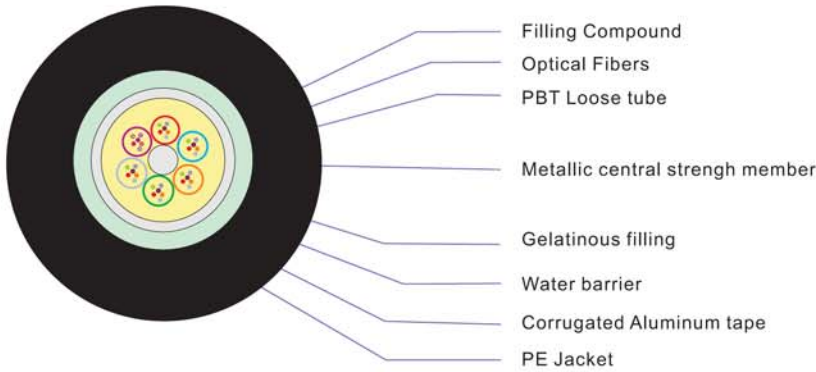 Filling Compound
Optical Fibers
PBT Loose tube
Metallic central strengh member
Gelatinous filling
Water barrier
Corrugated Aluminum tape
PE Jacket